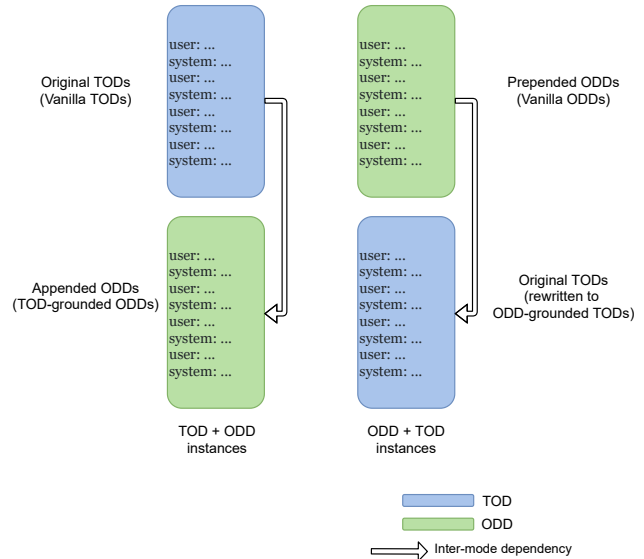 Original TODs
(Vanilla TODs)
user: ...
system: ...
user: ...
system: ...
user: ...
system: ...
user: ...
system: ...
user: ...
system: ...
user: ...
system: ...
user: ...
system: ...
user: ...
system: ...
Prepended ODDs
(Vanilla ODDs)
Appended ODDs
(TOD-grounded ODDs)
user: ...
system: ...
user: ...
system: ...
user: ...
system: ...
user: ...
system: ...
user: ...
system: ...
user: ...
system: ...
user: ...
system: ...
user: ...
system: ...
Original TODs
(rewritten to
ODD-grounded TODs)
TOD + ODD
instances
ODD + TOD
instances
TOD
ODD
Inter-mode dependency